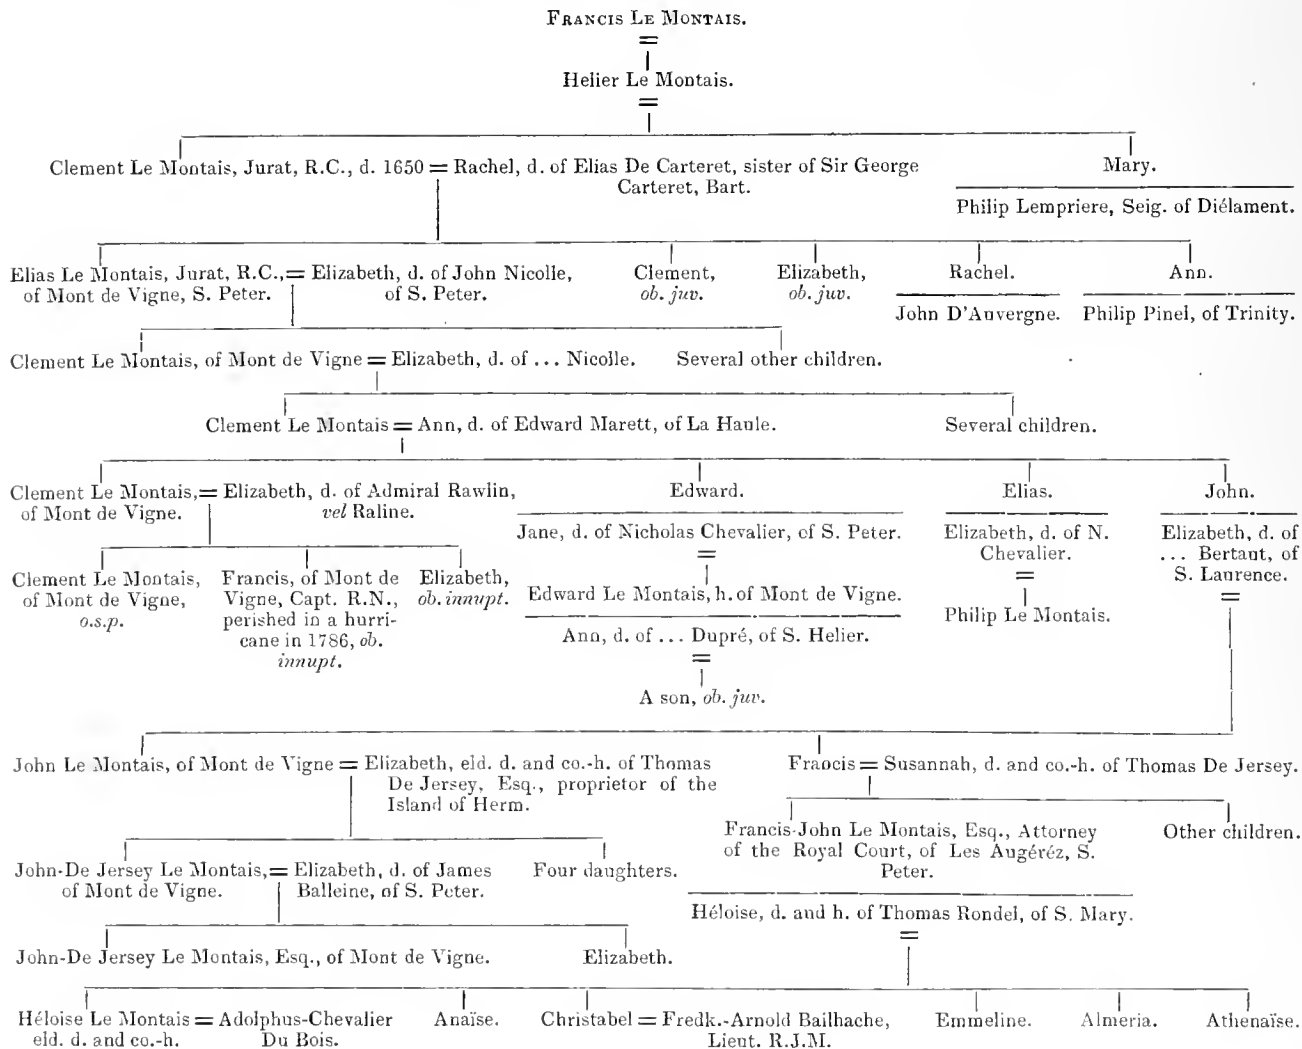 FRANCIS LE MONTAIS.
=
Helier Le Montais.
=
Clement Le Montais, Jurat, R.C., d. 1650 = Rachel, d. of Elias De Carteret, sister of Sir George
Carteret, Bart.
Mary.
Philip Lempriere, Seig. of Diélament.
Elias Le Montais, Jurat, R.C., = Elizabeth, d. of John Nicolle,
of Mont de Vigne, S. Peter.
of S. Peter.
Clement,
ob. juv.
Elizabeth,
ob. juv.
Rachel.
John D'Auvergne.
Ann.
Philip Pinel, of Trinity.
Clement Le Montais, of Mont de Vigne = Elizabeth, d. of ... Nicolle.
Several other children.
Clement Le Montais = Ann, d. of Edward Marett, of La Haule.
Several children.
Clement Le Montais, = Elizabeth, d. of Admiral Rawlin,
of Mont de Vigne.
vel Raline.
Edward.
Jane, d. of Nicholas Chevalier, of S. Peter.
=
Elias.
Elizabeth, d. of N.
Chevalier.
=
John.
Elizabeth, d. of
... Bertaut, of
S. Laurence.
=
Clement Le Montais,
of Mont de Vigne,
o.s.p.
Francis, of Mont de
Vigne, Capt. R.N.,
perished in a hurri-
cane in 1786, ob.
innupt.
Elizabeth,
ob. innupt.
Edward Le Montais, h. of Mont de Vigne.
Ann, d. of ... Dupré, of S. Helier.
=
A son, ob. juv.
Philip Le Montais.
John Le Montais, of Mont de Vigne = Elizabeth, eld. d. and co.-h. of Thomas
De Jersey, Esq., proprietor of the
Island of Herm.
Francis = Susannah, d. and co.-h. of Thomas De Jersey.
Francis-John Le Montais, Esq., Attorney
of the Royal Court, of Les Augéréz, S.
Peter.
Other children.
Héloise, d. and h. of Thomas Rondel, of S. Mary.
=
John-De Jersey Le Montais, = Elizabeth, d. of James
of Mont de Vigne.
Balleine, of S. Peter.
Four daughters.
John-De Jersey Le Montais, Esq., of Mont de Vigne.
Elizabeth.
Héloise Le Montais = Adolphus-Chevalier
eld. d. and co.-h.
Du Bois.
Anaïse.
Christabel = Fredk.-Arnold Bailhache,
Lieut. R.J.M.
Emmeline.
Almeria.
Athenaïse.